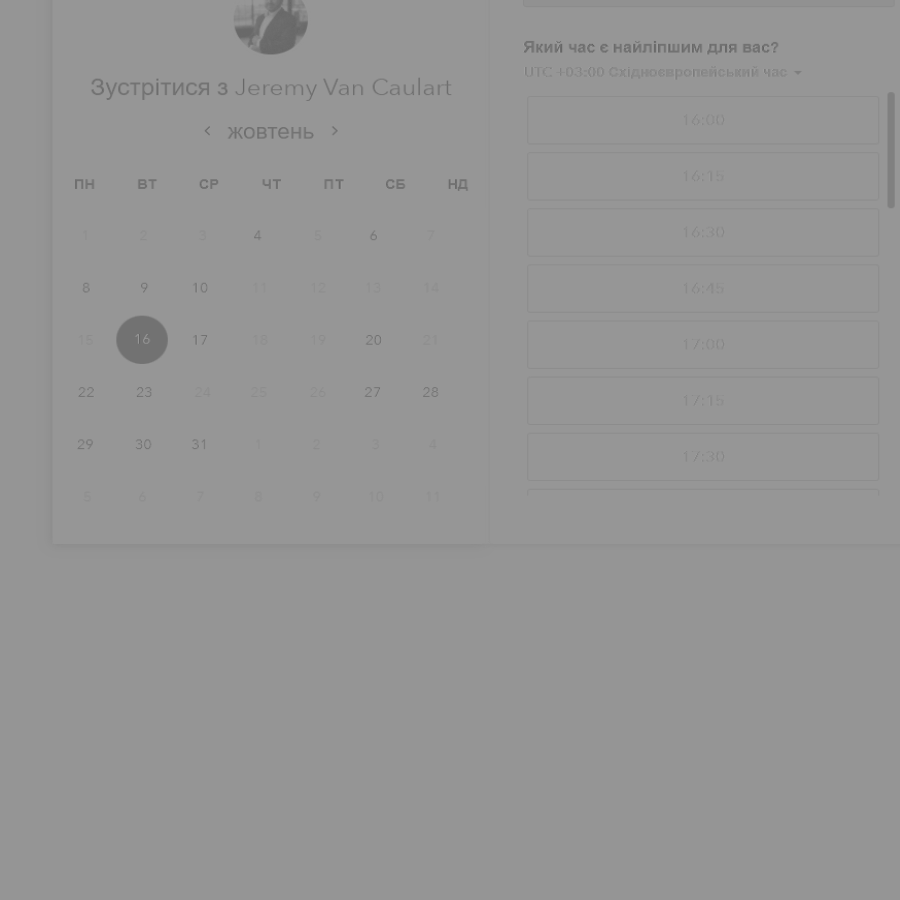 Зустрітися з Jeremy Van Caulart
жовтень
ПН ВТ СР ЧТ ПТ СБ НД
1 2 3 4 5 6 7
8 9 10 11 12 13 14
15 16 17 18 19 20 21
22 23 24 25 26 27 28
29 30 31 1 2 3 4
5 6 7 8 9 10 11
Який час є найліпшим для вас?
UTC +03:00 Східноєвропейський час
16:00
16:15
16:30
16:45
17:00
17:15
17:30